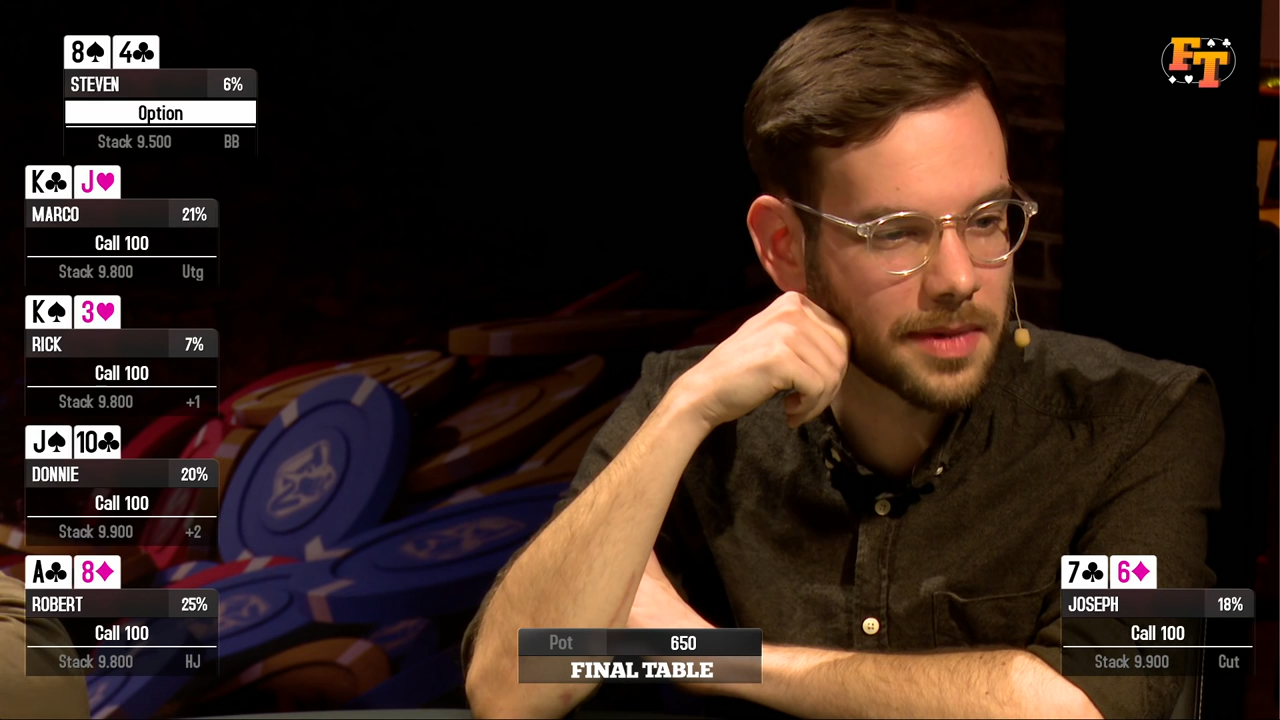 8♠ 4♣
STEVEN 6%
Option
Stack 9.500 BB
K♣ J♥
MARCO 21%
Call 100
Stack 9.800 Utg
K♠ 3♥
RICK 7%
Call 100
Stack 9.800 +1
J♠ 10♣
DONNIE 20%
Call 100
Stack 9.900 +2
A♣ 8♦
ROBERT 25%
Call 100
Stack 9.800 HJ
FT
7♣ 6♦
JOSEPH 18%
Call 100
Stack 9.900 Cut
Pot 650
FINAL TABLE